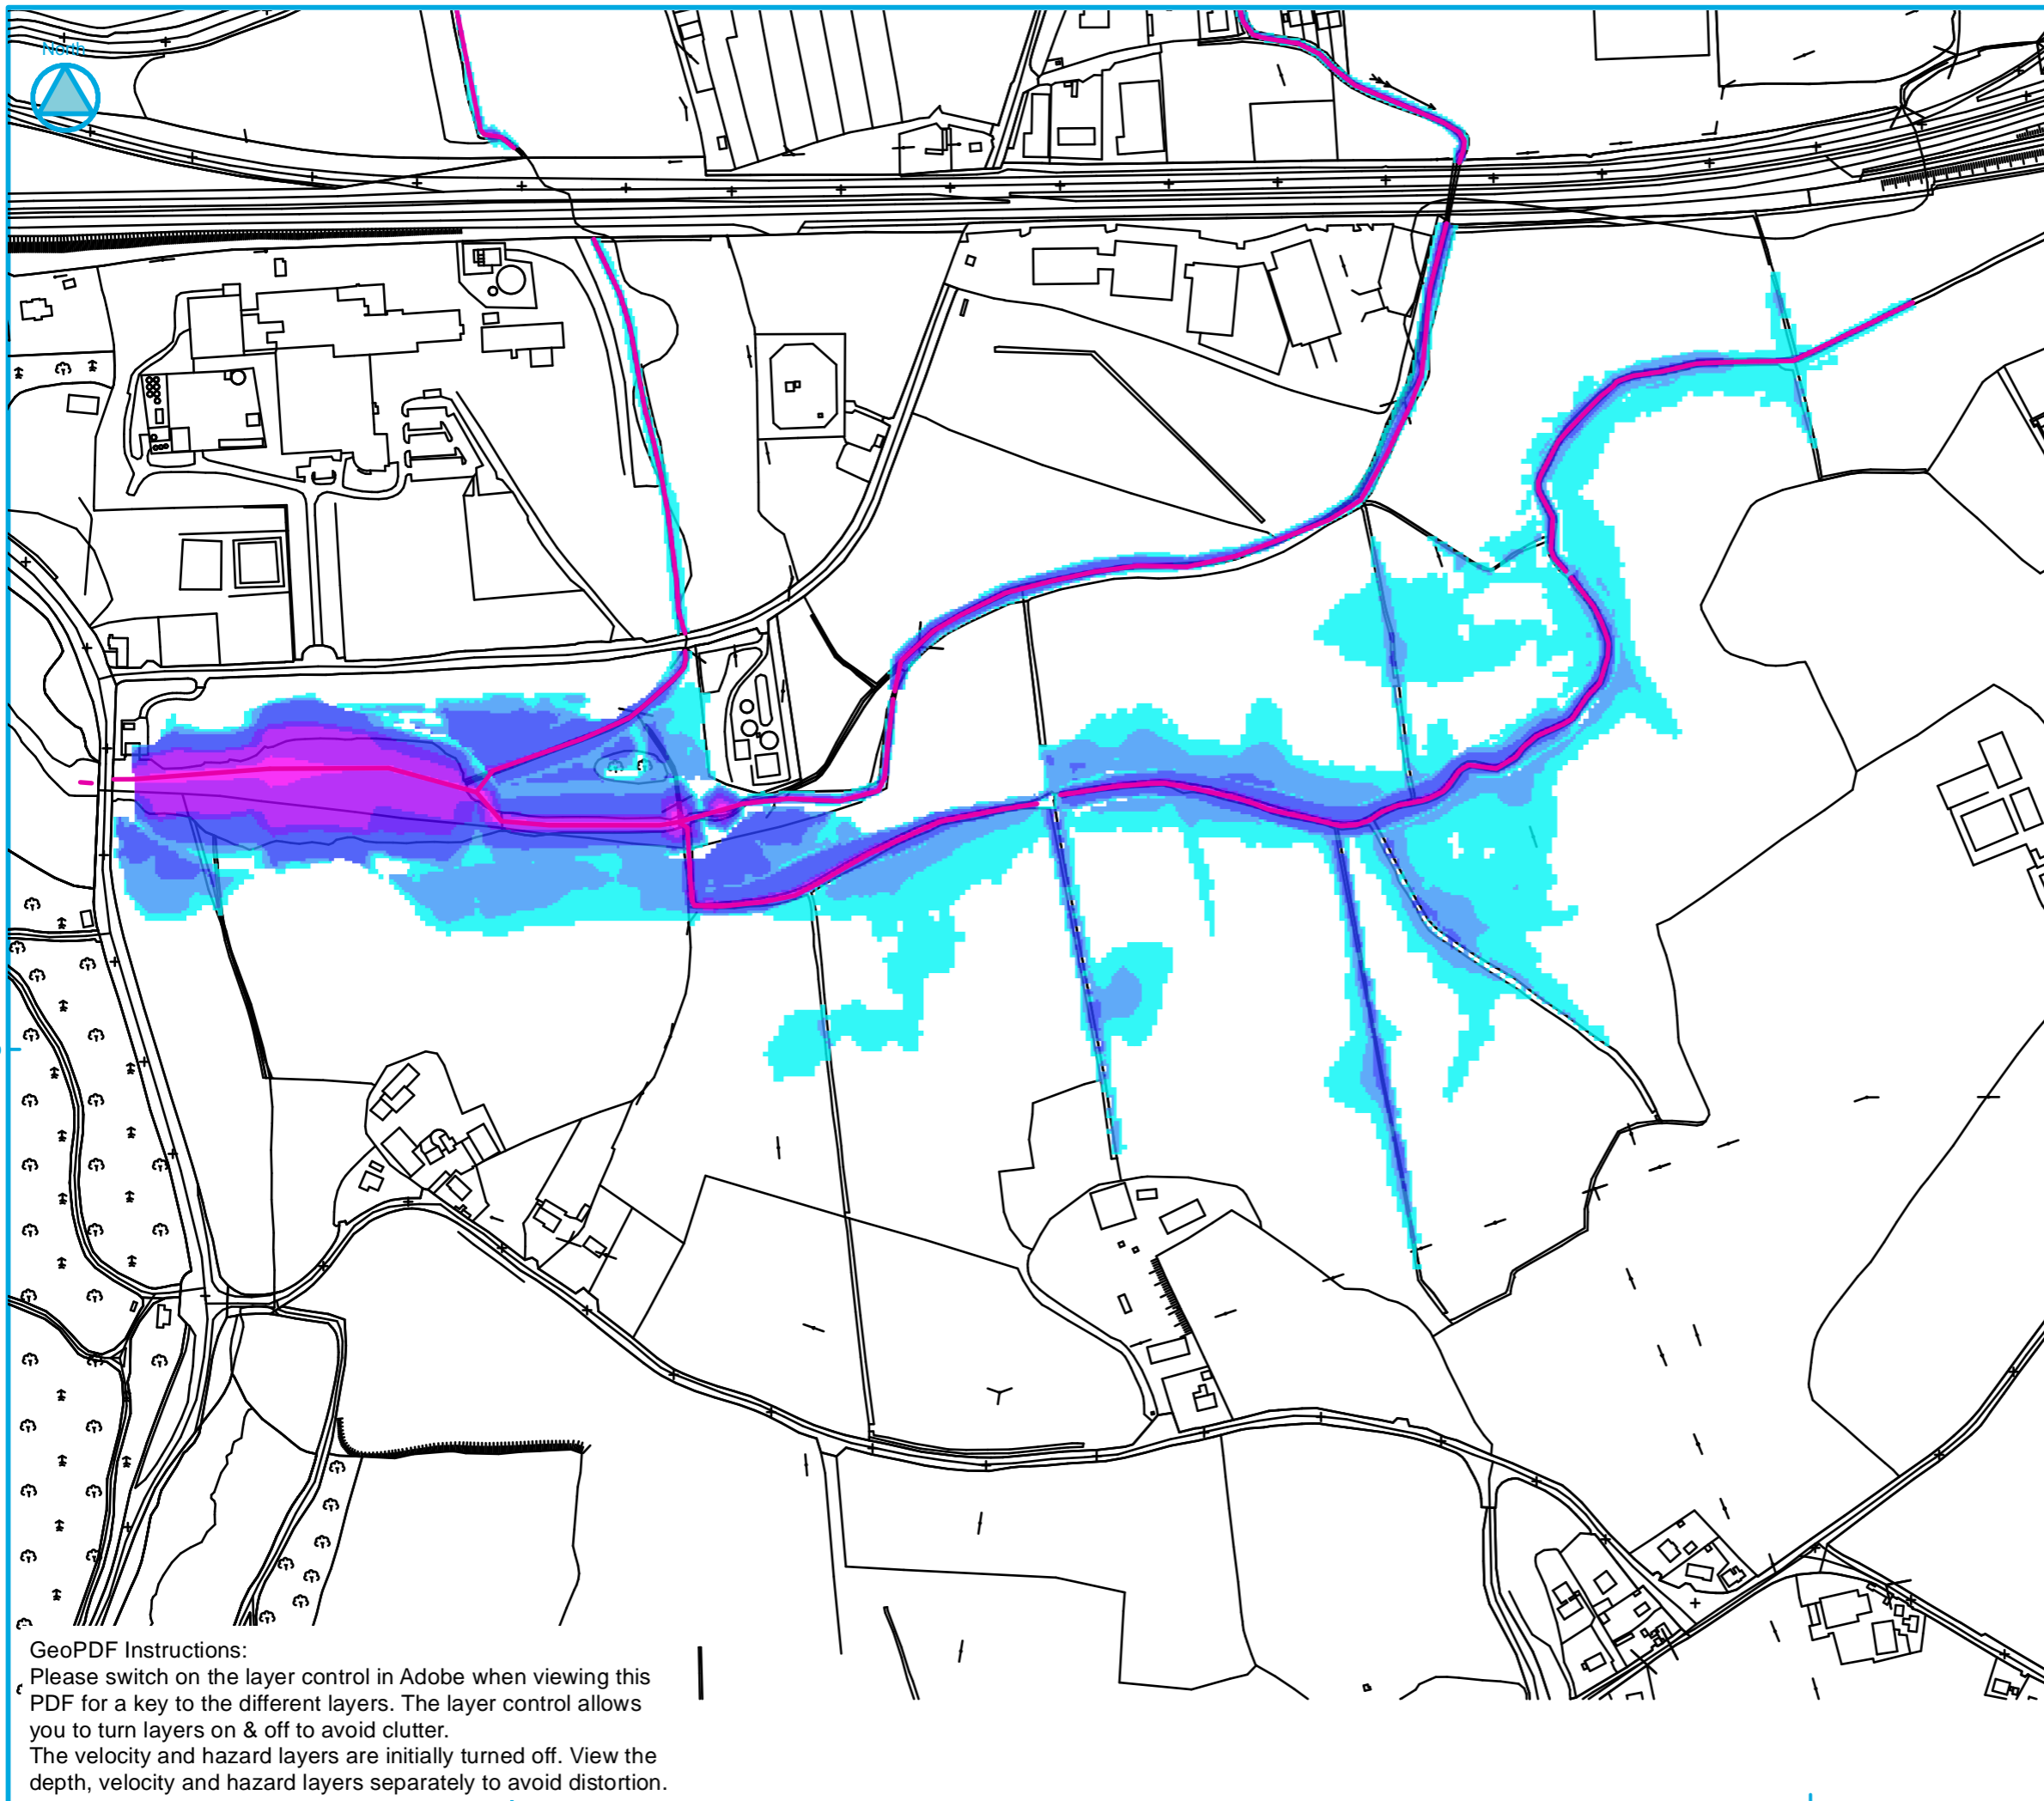 North
GeoPDF Instructions:
Please switch on the layer control in Adobe when viewing this
PDF for a key to the different layers. The layer control allows
you to turn layers on & off to avoid clutter.
The velocity and hazard layers are initially turned off. View the
depth, velocity and hazard layers separately to avoid distortion.